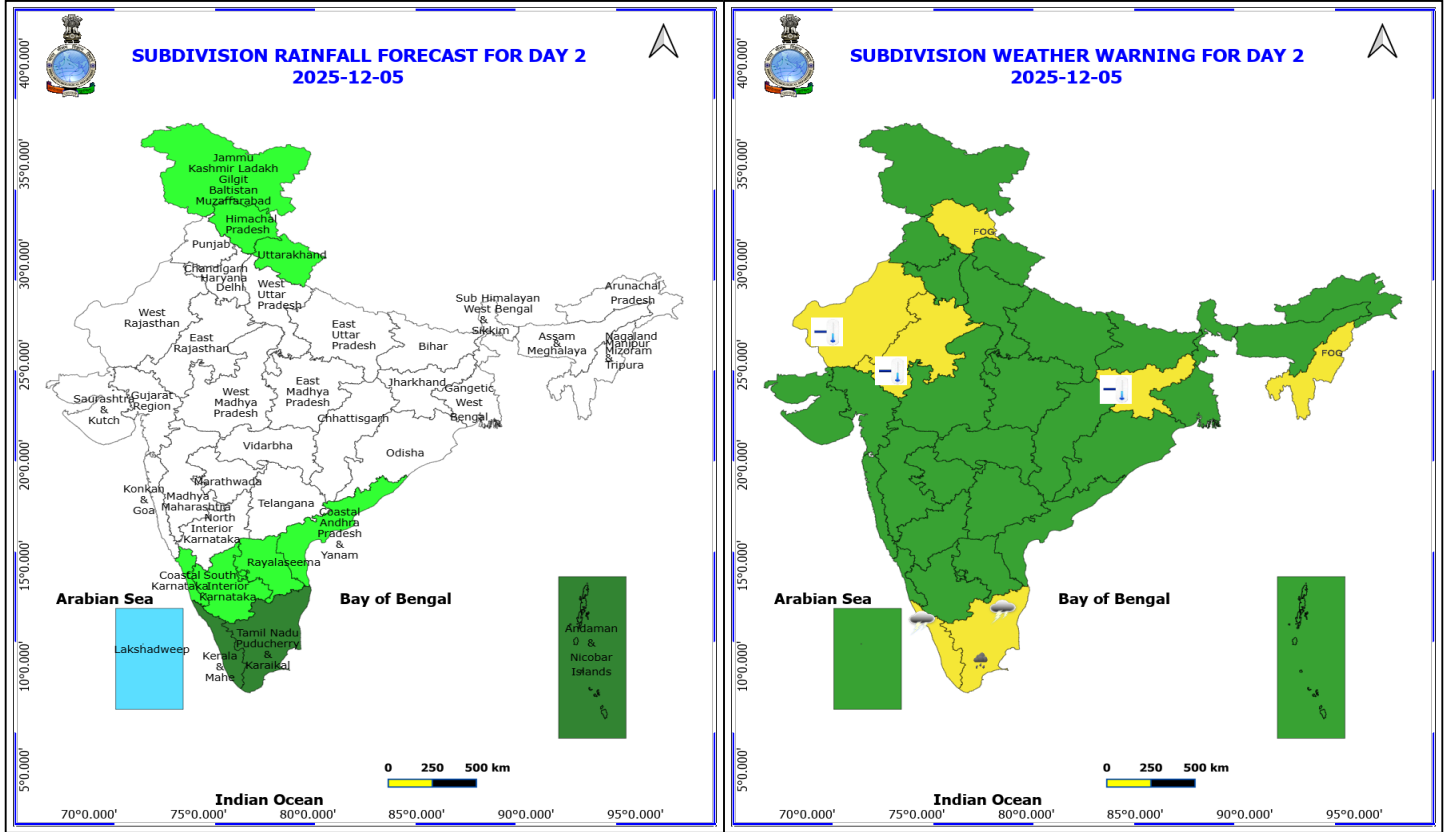 SUBDIVISION RAINFALL FORECAST FOR DAY 2
2025-12-05
40°0.000'
35°0.000'
30°0.000'
25°0.000'
20°0.000'
15°0.000'
10°0.000'
5°0.000'
Jammu
Kashmir Ladakh
Gilgit
Baltistan
Muzaffarabad
Himachal
Pradesh
Punjab
Uttarakhand
Chandigarh
Haryana
Delhi
West
Uttar
Pradesh
West
Rajasthan
East
Rajasthan
East
Uttar
Pradesh
Bihar
Sub Himalayan
West Bengal
&
Sikkim
Arunachal
Pradesh
Assam
&
Meghalaya
Nagaland
Manipur
Mizoram
&
Tripura
Saurashtra
&
Kutch
Gujarat
Region
West
Madhya
Pradesh
East
Madhya
Pradesh
Jharkhand
Gangetic
West
Bengal
Chhattisgarh
Vidarbha
Odisha
Konkan
&
Goa
Madhya
Maharashtra
Marathwada
Telangana
North
Interior
Karnataka
Coastal
Andhra
Pradesh
&
Yanam
Rayalaseema
Coastal
Karnataka
South
Interior
Karnataka
Arabian Sea
Bay of Bengal
Lakshadweep
Kerala
&
Mahe
Tamil Nadu
Puducherry
&
Karaikal
Andaman
&
Nicobar
Islands
0 250 500 km
Indian Ocean
70°0.000' 75°0.000' 80°0.000' 85°0.000' 90°0.000' 95°0.000'
SUBDIVISION WEATHER WARNING FOR DAY 2
2025-12-05
40°0.000'
35°0.000'
30°0.000'
25°0.000'
20°0.000'
15°0.000'
10°0.000'
5°0.000'
FOG
FOG
Arabian Sea
Bay of Bengal
0 250 500 km
Indian Ocean
70°0.000' 75°0.000' 80°0.000' 85°0.000' 90°0.000' 95°0.000'